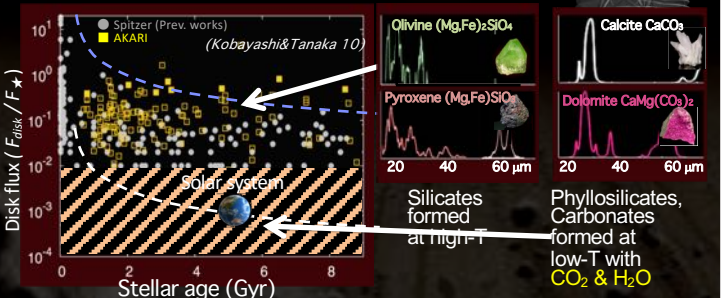 Spitzer (Prev. works)
AKARI
(Kobayashi&Tanaka 10)
Disk flux ( F_disk / F★ )
10¹
10⁰
10⁻¹
10⁻²
10⁻³
10⁻⁴
Solar system
0 2 4 6 8
Stellar age (Gyr)
Olivine (Mg,Fe)₂SiO₄
Pyroxene (Mg,Fe)SiO₃
20 40 60 μm
Silicates
formed
at high-T
Calcite CaCO₃
Dolomite CaMg(CO₃)₂
20 40 60 μm
Phyllosilicates,
Carbonates
formed at
low-T with
CO₂ & H₂O